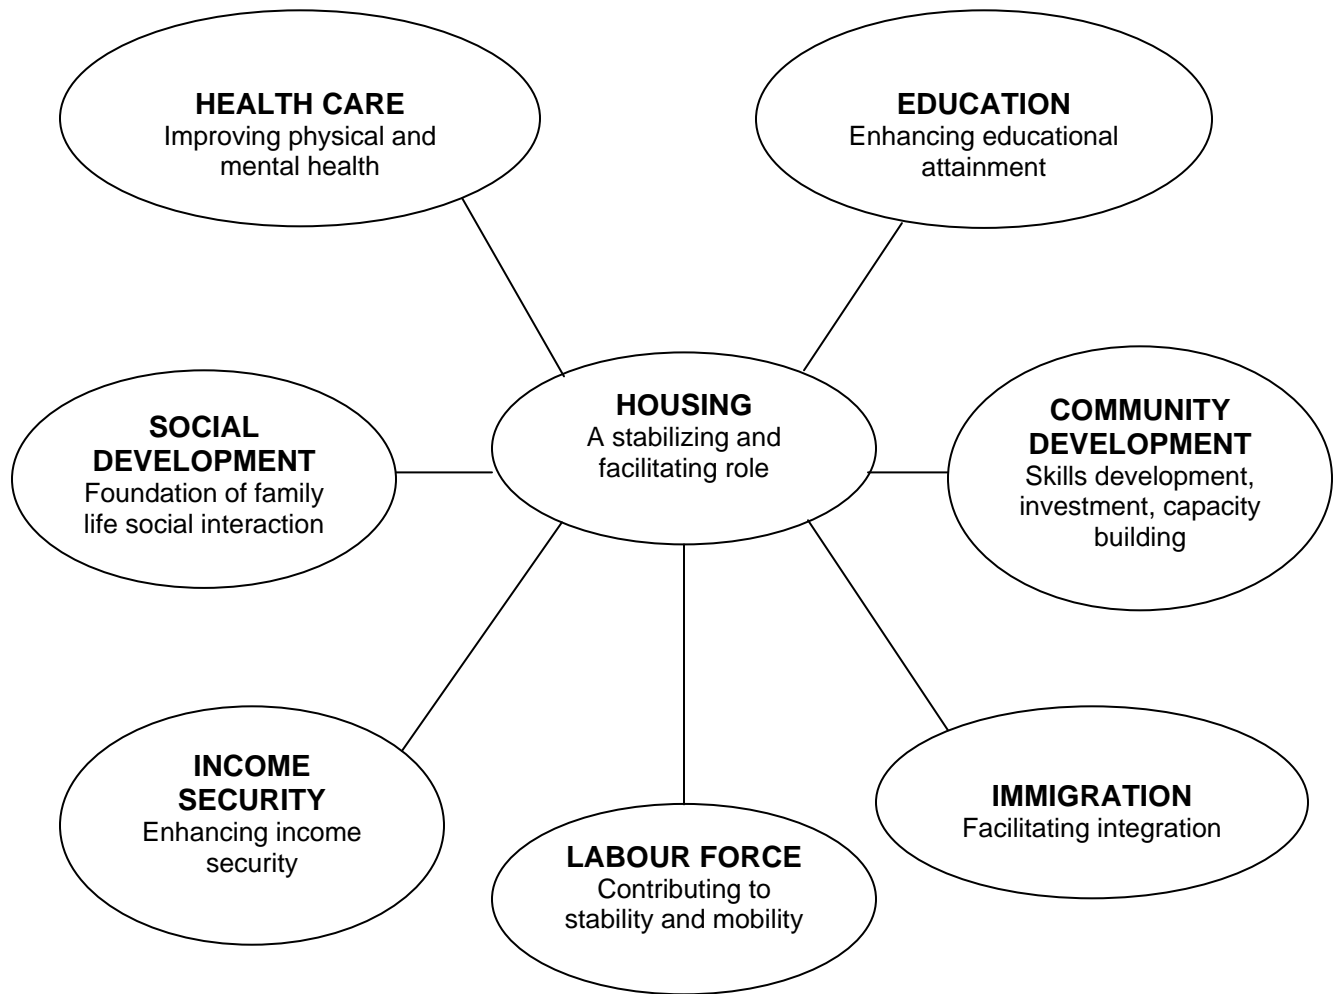 HEALTH CARE
Improving physical and
mental health
EDUCATION
Enhancing educational
attainment
HOUSING
A stabilizing and
facilitating role
SOCIAL
DEVELOPMENT
Foundation of family
life social interaction
COMMUNITY
DEVELOPMENT
Skills development,
investment, capacity
building
INCOME
SECURITY
Enhancing income
security
LABOUR FORCE
Contributing to
stability and mobility
IMMIGRATION
Facilitating integration